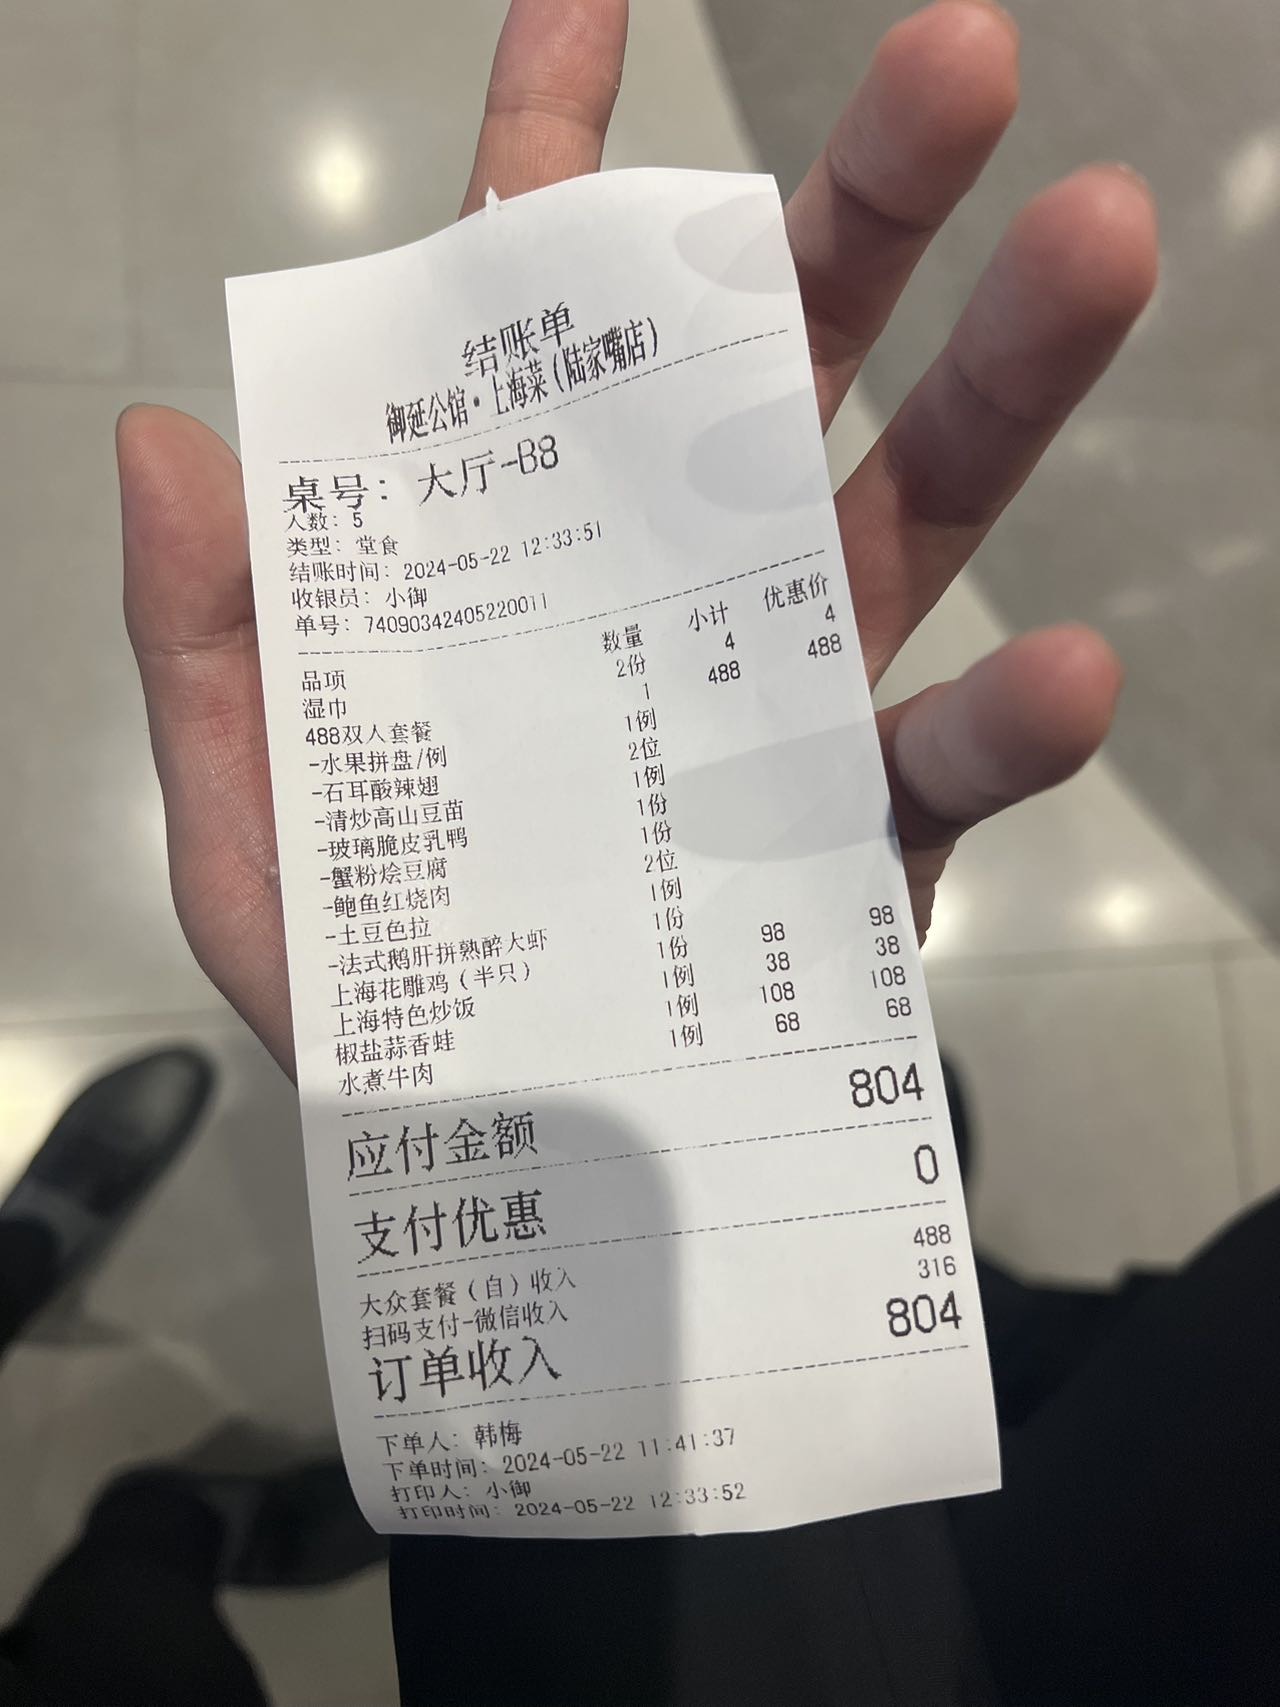 结账单
御延公馆·上海菜(陆家嘴店)
桌号: 大厅-B8
人数: 5
类型: 堂食
结账时间: 2024-05-22 12:33:51
收银员: 小御
单号: 74090342405220011
品项 数量 小计 优惠价
湿巾 2份 4 4
488双人套餐 1 488 488
-水果拼盘/例 1例
-石耳酸辣翅 2位
-清炒高山豆苗 1例
-玻璃脆皮乳鸭 1份
-蟹粉烩豆腐 1份
-鲍鱼红烧肉 2位
-土豆色拉 1例
-法式鹅肝拼熟醉大虾 1份
上海花雕鸡(半只) 1份 98 98
上海特色炒饭 1例 38 38
椒盐蒜香蛙 1例 108 108
水煮牛肉 1例 68 68
应付金额 804
支付优惠 0
大众套餐(自)收入 488
扫码支付-微信收入 316
订单收入 804
下单人: 韩梅
下单时间: 2024-05-22 11:41:37
打印人: 小御
打印时间: 2024-05-22 12:33:52